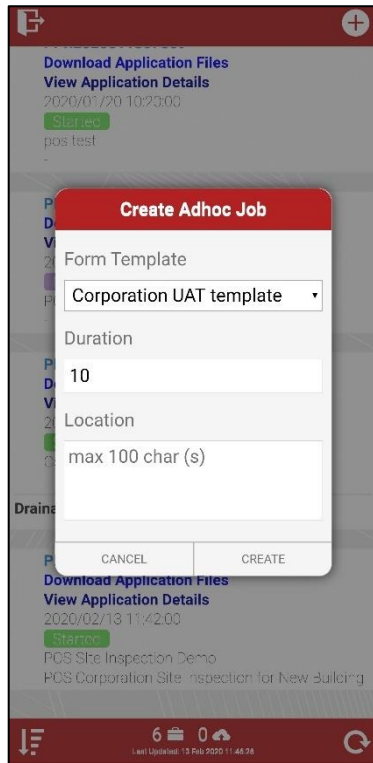 Download Application Files
View Application Details
2020/01/20 10:20:00
Started
pos test
-
Create Adhoc Job
Form Template
Corporation UAT template
Duration
10
Location
max 100 char (s)
Draina
CANCEL
CREATE
Download Application Files
View Application Details
2020/02/13 11:42:00
Started
PCS Site Inspection Demo
PCS Corporation Site Inspection for New Building
6
0
Last Updated: 13 Feb 2020 11:46:26